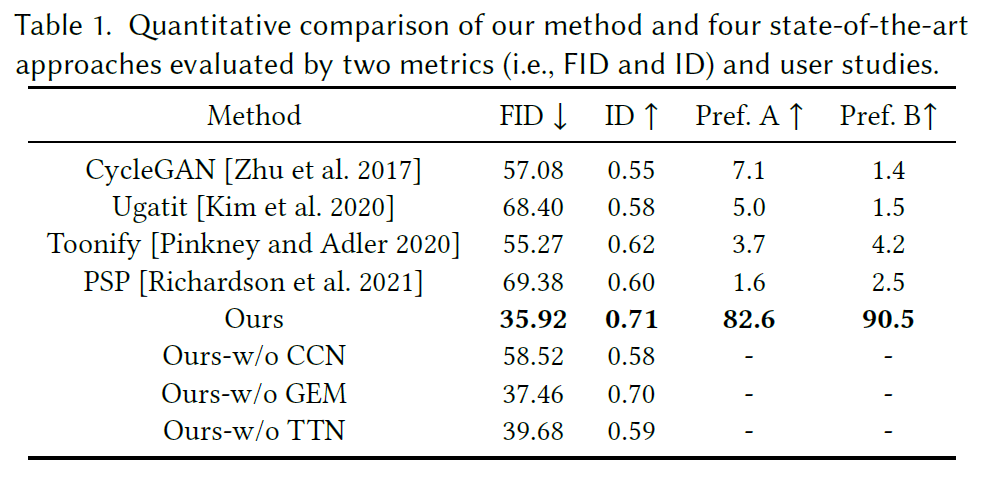 Table 1. Quantitative comparison of our method and four state-of-the-art
approaches evaluated by two metrics (i.e., FID and ID) and user studies.
Method FID ↓ ID ↑ Pref. A ↑ Pref. B↑
CycleGAN [Zhu et al. 2017] 57.08 0.55 7.1 1.4
Ugatit [Kim et al. 2020] 68.40 0.58 5.0 1.5
Toonify [Pinkney and Adler 2020] 55.27 0.62 3.7 4.2
PSP [Richardson et al. 2021] 69.38 0.60 1.6 2.5
Ours 35.92 0.71 82.6 90.5
Ours-w/o CCN 58.52 0.58 - -
Ours-w/o GEM 37.46 0.70 - -
Ours-w/o TTN 39.68 0.59 - -